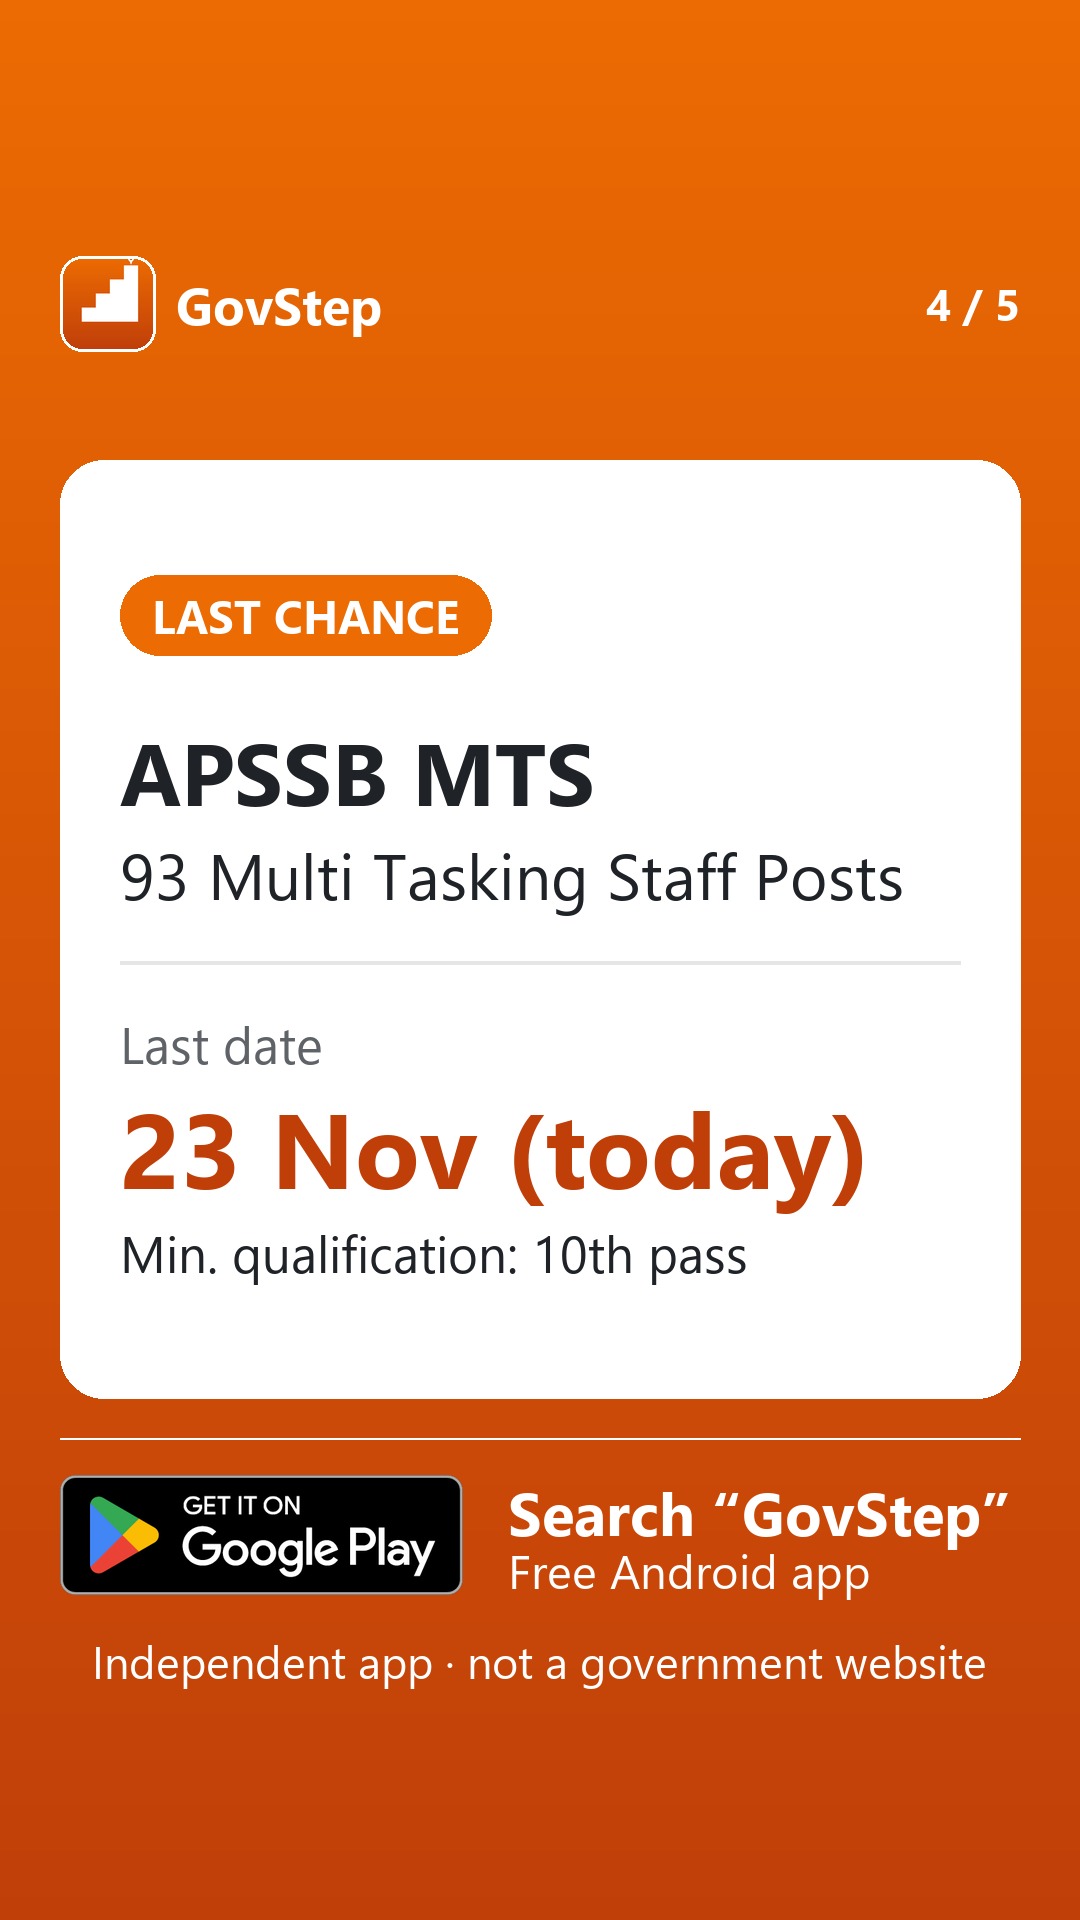 GovStep
4 / 5
LAST CHANCE
APSSB MTS
93 Multi Tasking Staff Posts
Last date
23 Nov (today)
Min. qualification: 10th pass
GET IT ON
Google Play
Search “GovStep”
Free Android app
Independent app · not a government website